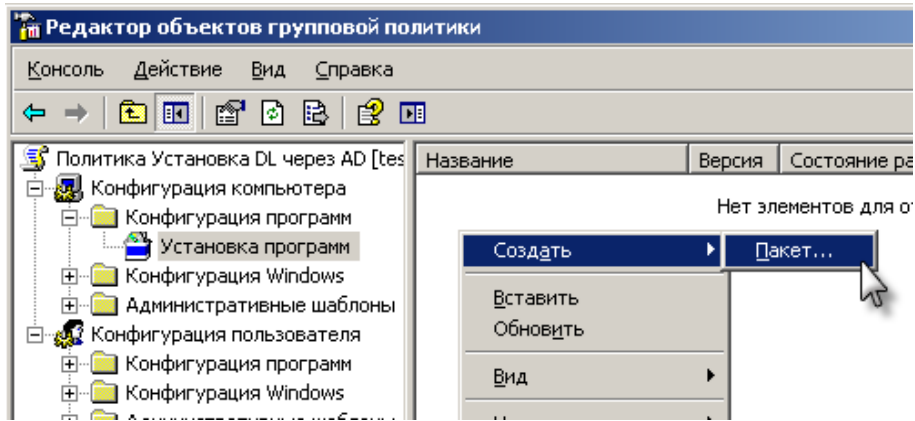 Редактор объектов групповой политики
Консоль Действие Вид Справка
Политика Установка DL через AD [tes
Название Версия Состояние ра
Конфигурация компьютера
Нет элементов для от
Конфигурация программ
Установка программ
Создать
Пакет...
Конфигурация Windows
Вставить
Административные шаблоны
Обновить
Конфигурация пользователя
Конфигурация программ
Вид
Конфигурация Windows